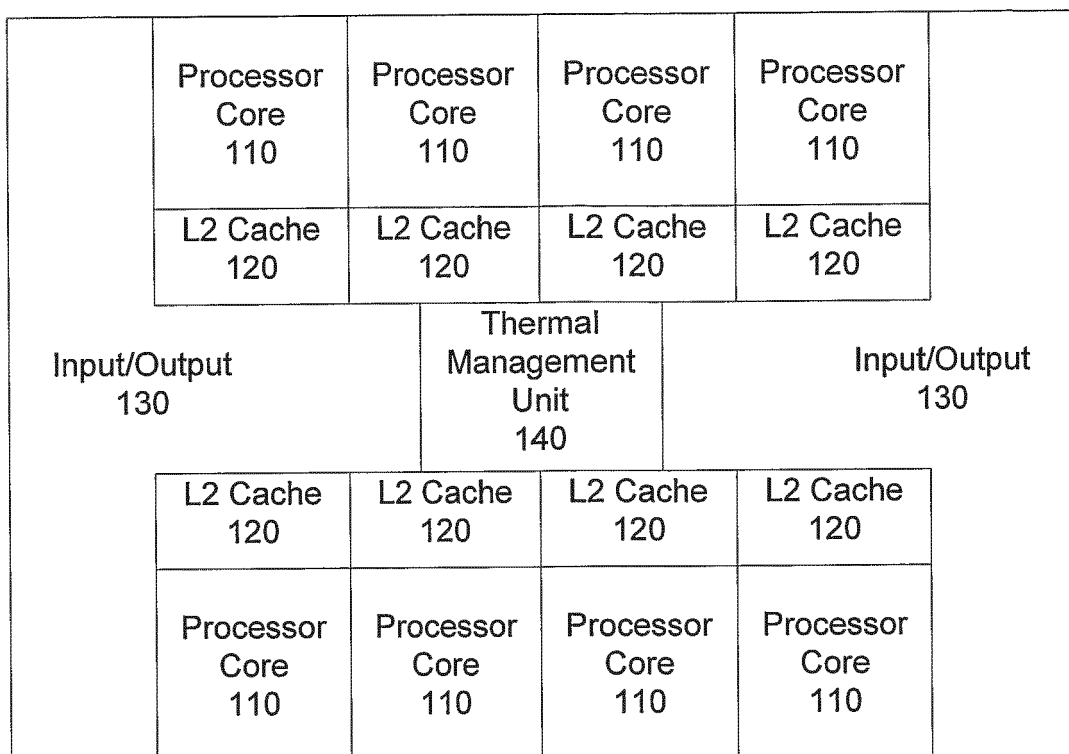 Processor
Core
110
Processor
Core
110
Processor
Core
110
Processor
Core
110
L2 Cache
120
L2 Cache
120
L2 Cache
120
L2 Cache
120
Input/Output
130
Thermal
Management
Unit
140
Input/Output
130
L2 Cache
120
L2 Cache
120
L2 Cache
120
L2 Cache
120
Processor
Core
110
Processor
Core
110
Processor
Core
110
Processor
Core
110